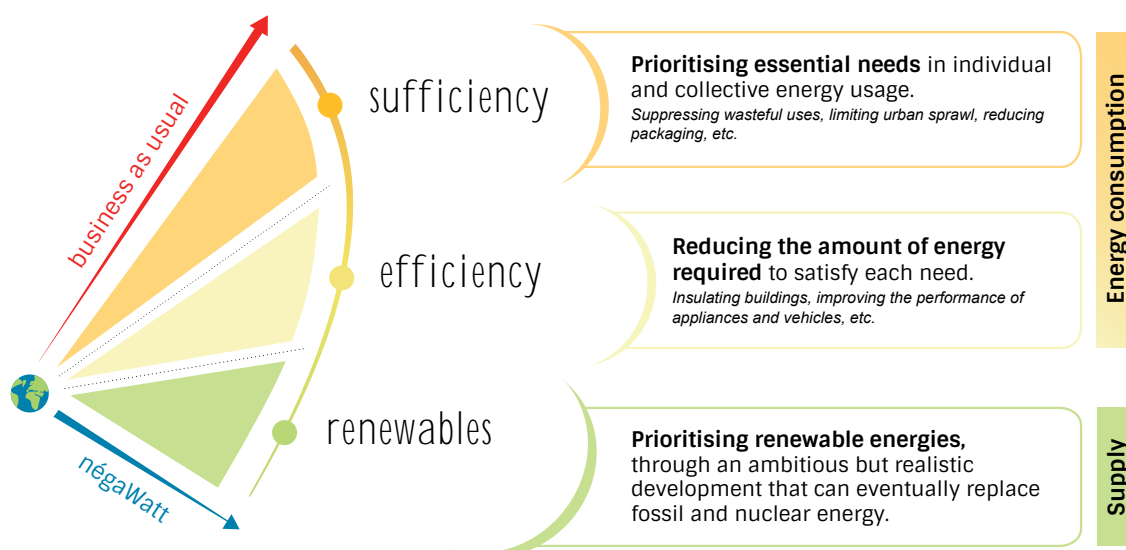 business as usual
sufficiency
Prioritising essential needs in individual
and collective energy usage.
Suppressing wasteful uses, limiting urban sprawl, reducing
packaging, etc.
efficiency
Reducing the amount of energy
required to satisfy each need.
Insulating buildings, improving the performance of
appliances and vehicles, etc.
Energy consumption
renewables
négaWatt
Prioritising renewable energies,
through an ambitious but realistic
development that can eventually replace
fossil and nuclear energy.
Supply